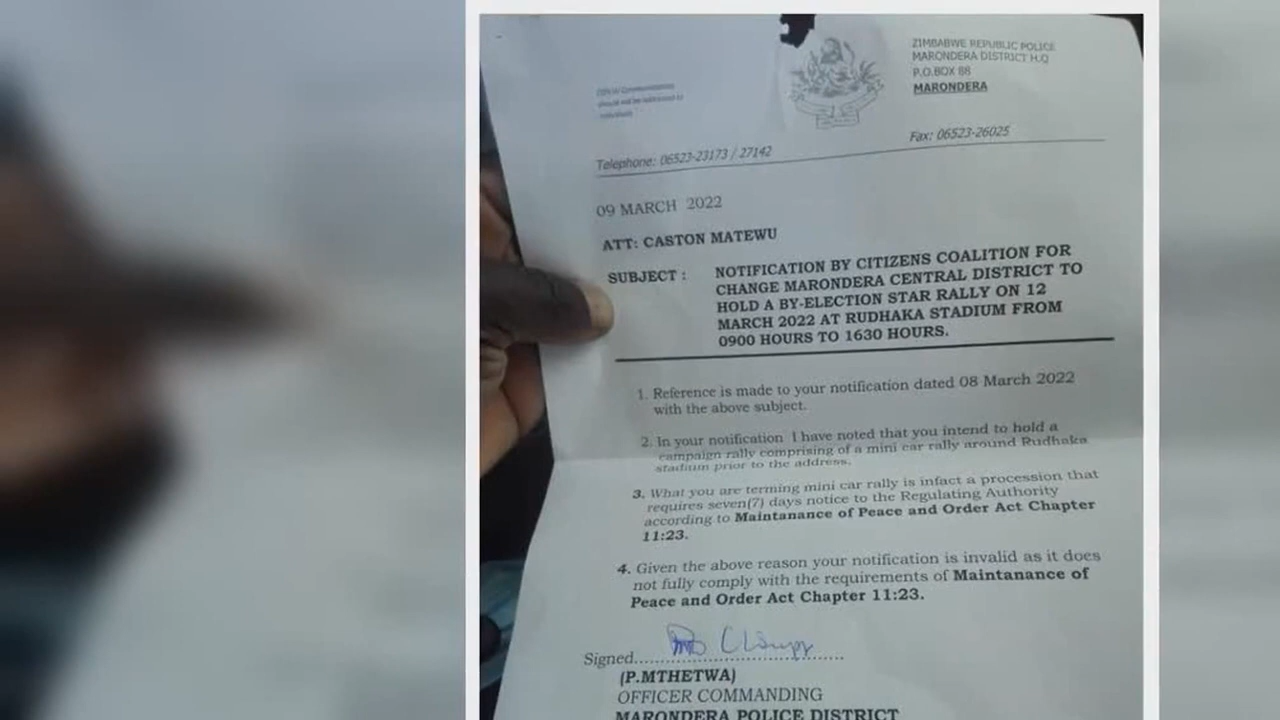 ZIMBABWE REPUBLIC POLICE
MARONDERA DISTRICT H.Q
P.O.BOX 88
MARONDERA
should not be addressed to
Telephone: 06523-23173 / 27142
Fax: 06523-26025
09 MARCH 2022
ATT: CASTON MATEWU
SUBJECT : NOTIFICATION BY CITIZENS COALITION FOR
CHANGE MARONDERA CENTRAL DISTRICT TO
HOLD A BY-ELECTION STAR RALLY ON 12
MARCH 2022 AT RUDHAKA STADIUM FROM
0900 HOURS TO 1630 HOURS.
1. Reference is made to your notification dated 08 March 2022
with the above subject.
2. In your notification I have noted that you intend to hold a
campaign rally comprising of a mini car rally around Rudhaka
stadium prior to the address.
3. What you are terming mini car rally is infact a procession that
requires seven(7) days notice to the Regulating Authority
according to Maintanance of Peace and Order Act Chapter
11:23.
4. Given the above reason your notification is invalid as it does
not fully comply with the requirements of Maintanance of
Peace and Order Act Chapter 11:23.
Signed..................................
(P.MTHETWA)
OFFICER COMMANDING
MARONDERA POLICE DISTRICT